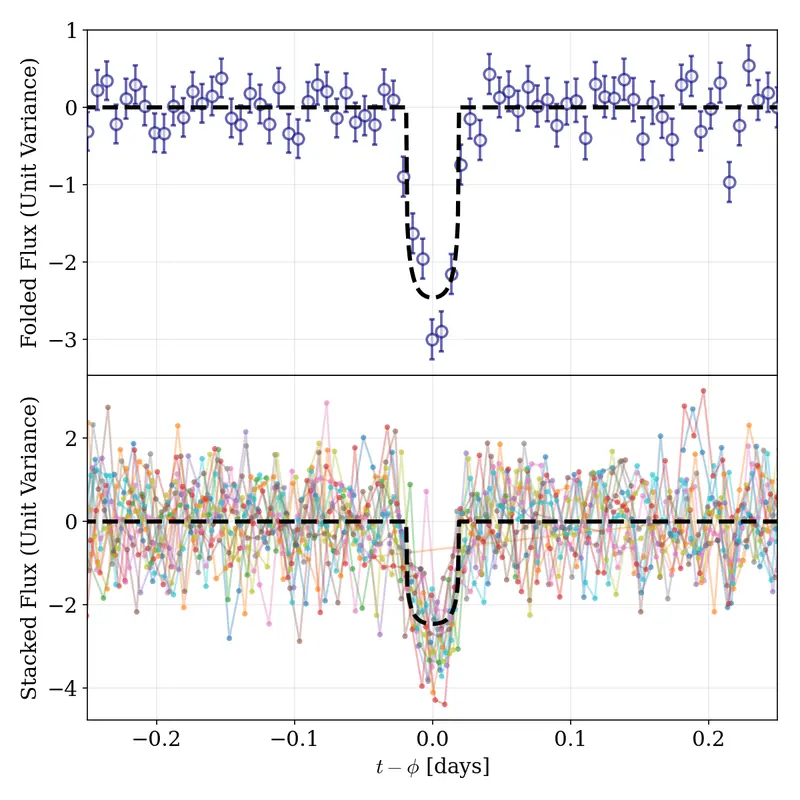 Folded Flux (Unit Variance)
1
0
−1
−2
−3
Stacked Flux (Unit Variance)
2
0
−2
−4
−0.2 −0.1 0.0 0.1 0.2
t − ϕ [days]